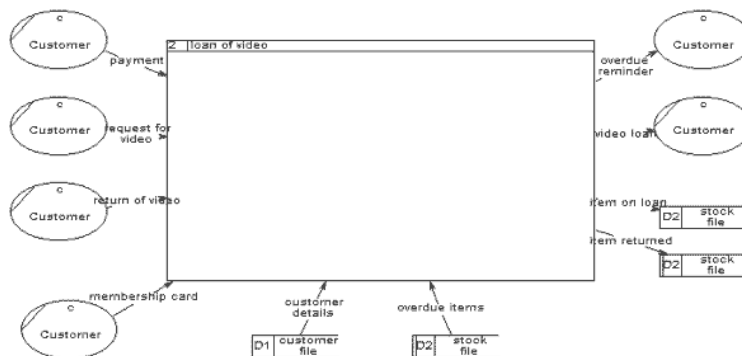 c
Customer
payment
2 loan of video
c
Customer
overdue
reminder
c
Customer
request for
video
c
Customer
video loan
c
Customer
return of video
item on loan
D2 stock
file
item returned
D2 stock
file
c
Customer
membership card
customer
details
overdue items
D1 customer
file
D2 stock
file